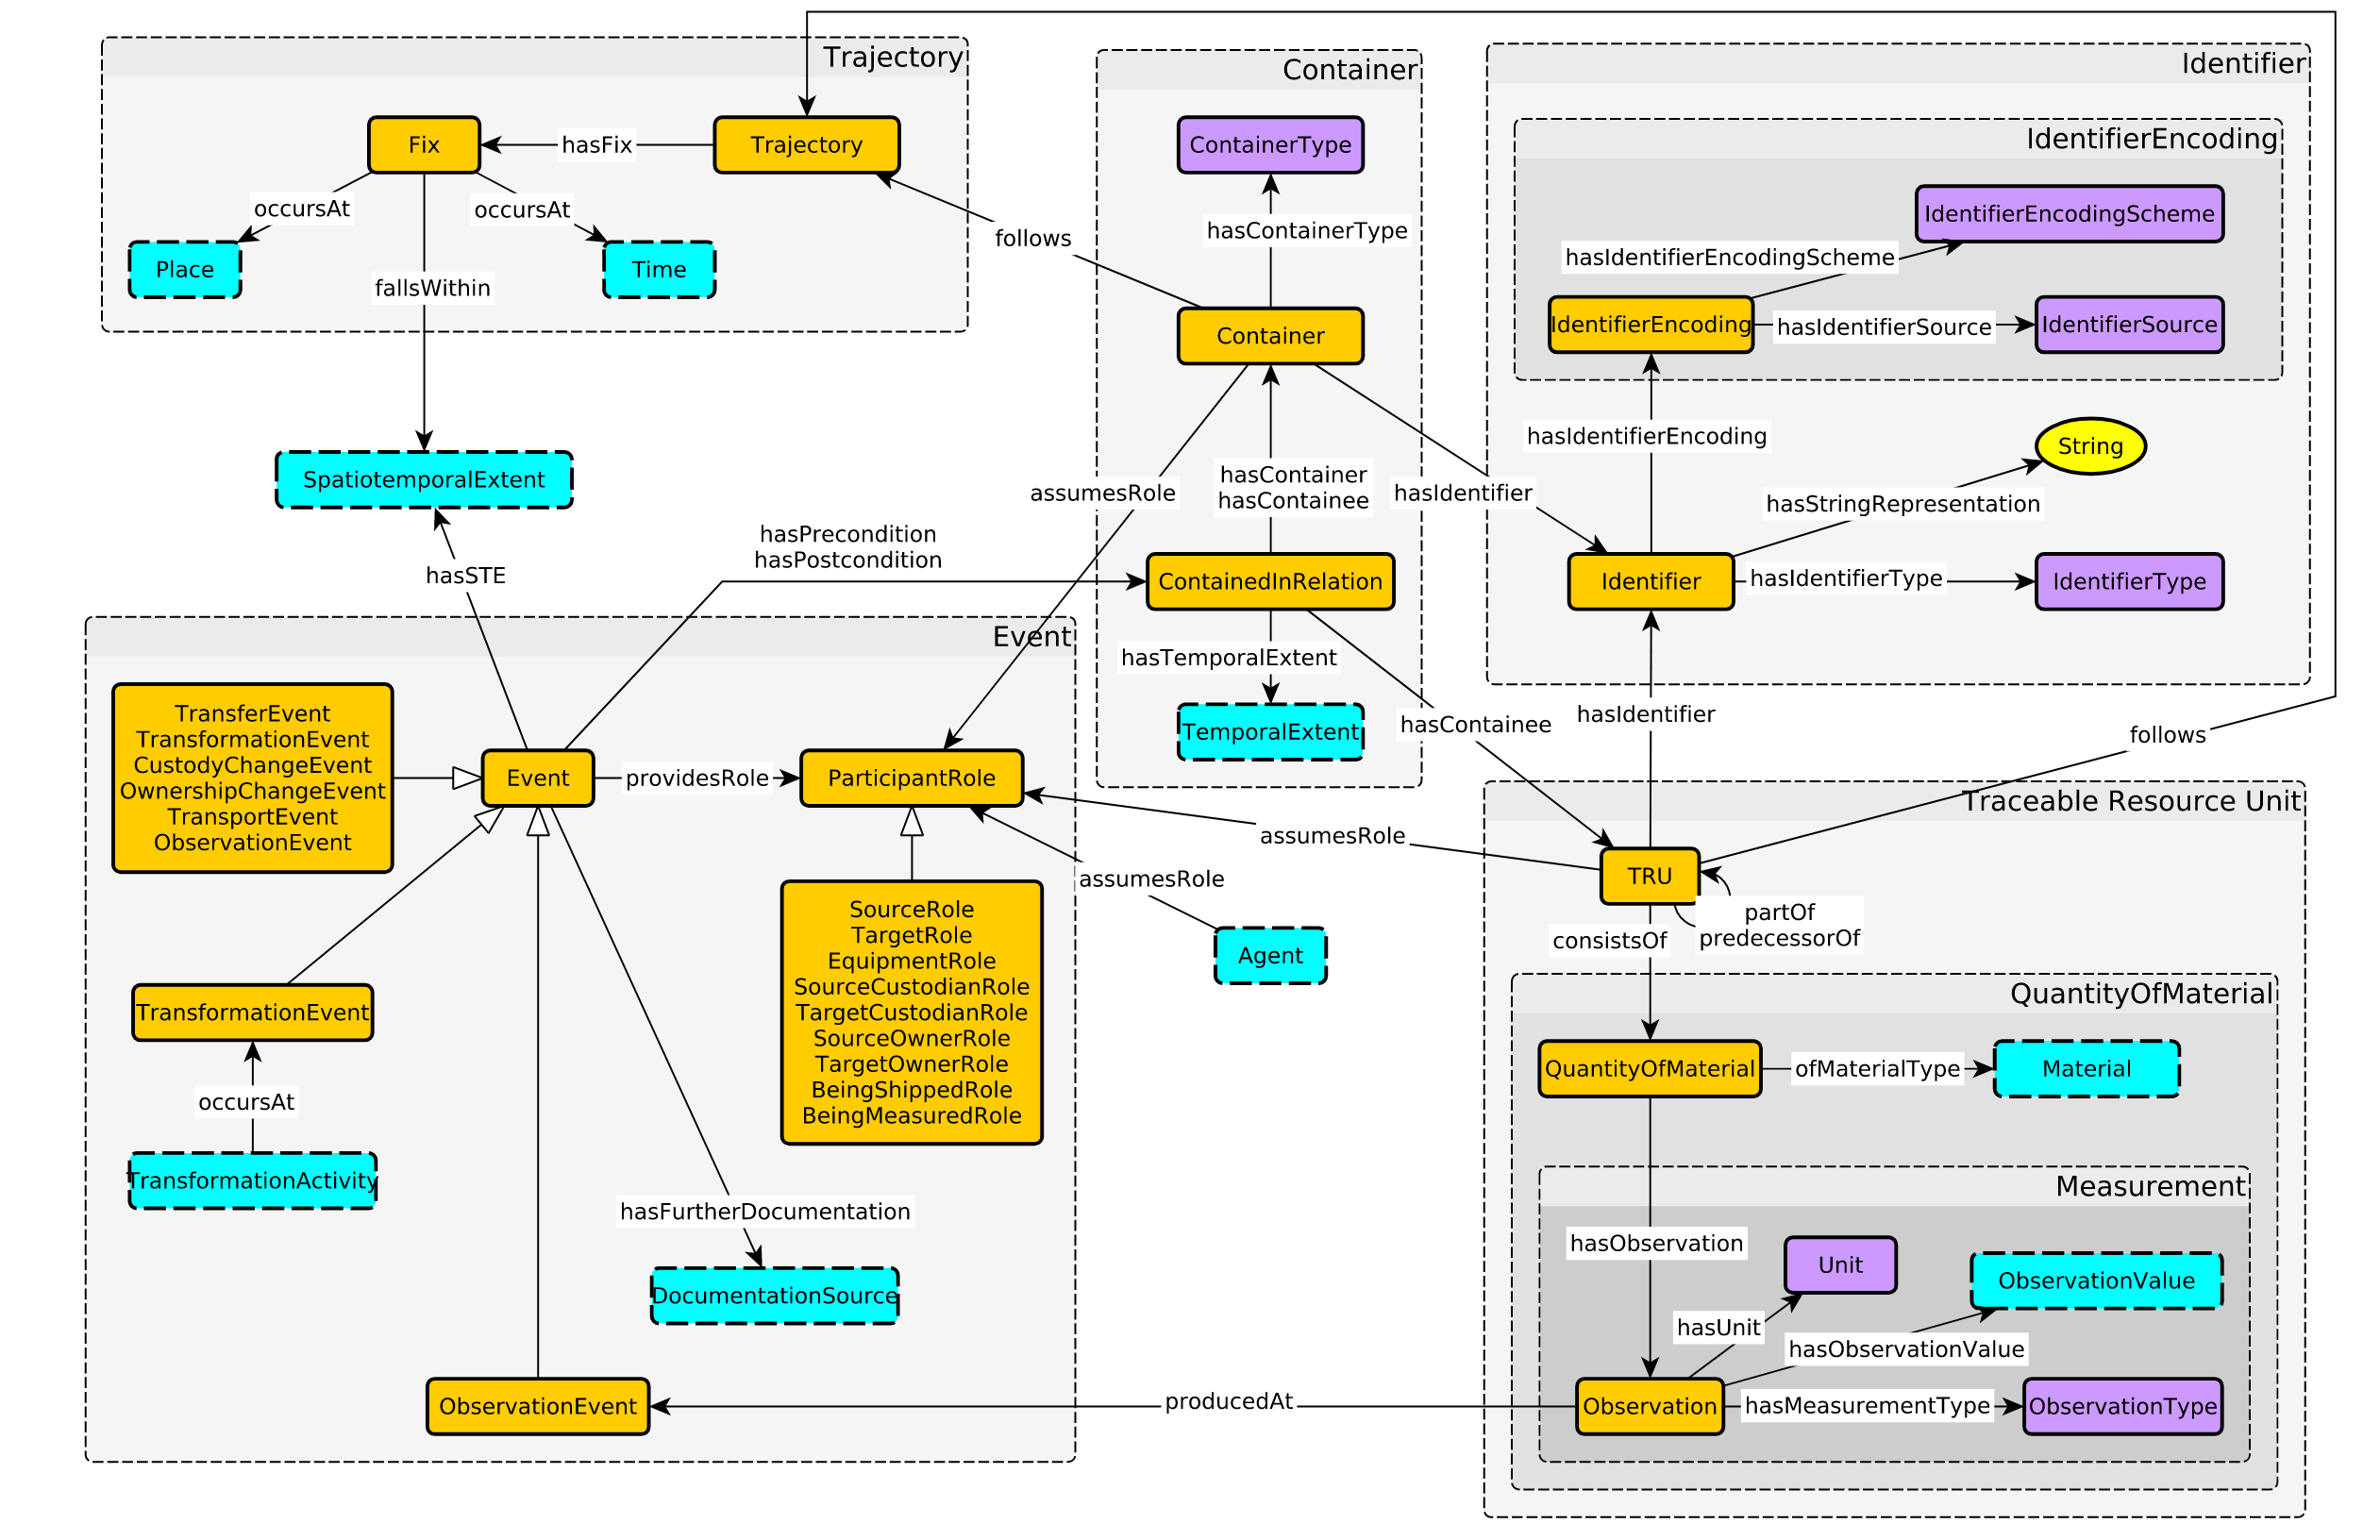 Trajectory
Fix
hasFix
Trajectory
occursAt
occursAt
Place
fallsWithin
Time
follows
SpatiotemporalExtent
hasSTE
hasPrecondition
hasPostcondition
Container
ContainerType
hasContainerType
Container
hasContainer
hasContainee
assumesRole
hasIdentifier
ContainedInRelation
hasTemporalExtent
TemporalExtent
hasContainee
Identifier
IdentifierEncoding
IdentifierEncodingScheme
hasIdentifierEncodingScheme
IdentifierEncoding
hasIdentifierSource
IdentifierSource
hasIdentifierEncoding
String
hasStringRepresentation
Identifier
hasIdentifierType
IdentifierType
hasIdentifier
follows
Event
TransferEvent
TransformationEvent
CustodyChangeEvent
OwnershipChangeEvent
TransportEvent
ObservationEvent
Event
providesRole
ParticipantRole
assumesRole
assumesRole
Agent
SourceRole
TargetRole
EquipmentRole
SourceCustodianRole
TargetCustodianRole
SourceOwnerRole
TargetOwnerRole
BeingShippedRole
BeingMeasuredRole
TransformationEvent
occursAt
TransformationActivity
hasFurtherDocumentation
DocumentationSource
ObservationEvent
producedAt
Traceable Resource Unit
TRU
partOf
predecessorOf
consistsOf
QuantityOfMaterial
QuantityOfMaterial
ofMaterialType
Material
Measurement
hasObservation
Unit
ObservationValue
hasUnit
hasObservationValue
Observation
hasMeasurementType
ObservationType